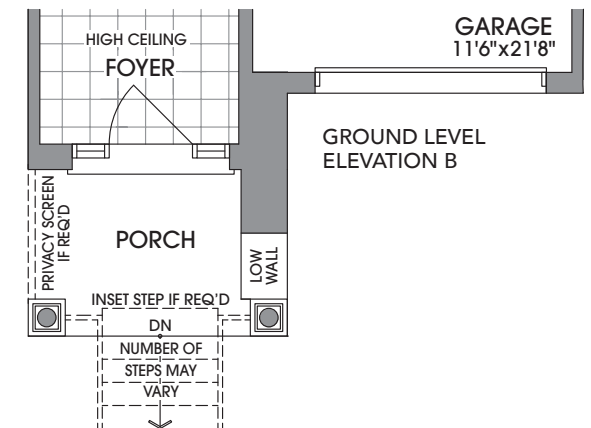 GARAGE
11'6"x21'8"
HIGH CEILING
FOYER
GROUND LEVEL
ELEVATION B
PRIVACY SCREEN
IF REQ'D
PORCH
LOW
WALL
INSET STEP IF REQ'D
DN
NUMBER OF
STEPS MAY
VARY